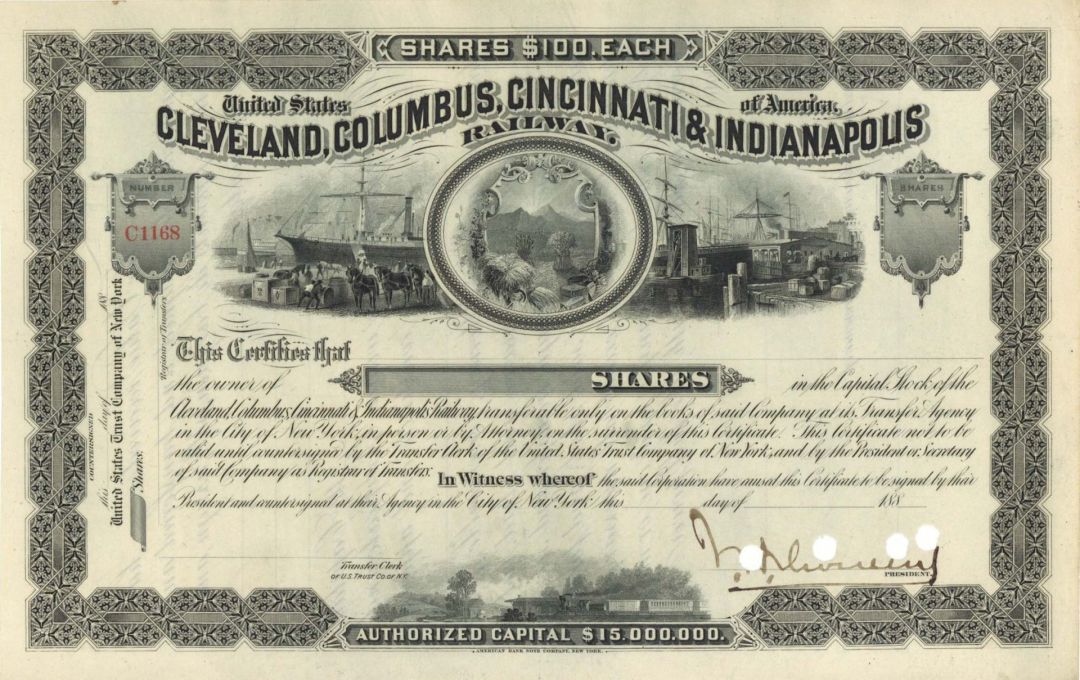 SHARES $100. EACH
United States of America.
CLEVELAND, COLUMBUS, CINCINNATI & INDIANAPOLIS
RAILWAY.
NUMBER
C1168
SHARES
This Certifies that
the owner of SHARES in the Capital Stock of the
Cleveland, Columbus, Cincinnati & Indianapolis Railway, transferable only on the books of said Company at its Transfer Agency
in the City of New York, in person or by Attorney, on the surrender of this Certificate. This Certificate not to be
valid until countersigned by the Transfer Clerk of the United States Trust Company of New York, and by the President or Secretary
of said Company as Registrar of Transfers.
In Witness whereof the said Corporation have caused this Certificate to be signed by their
President and countersigned at their Agency in the City of New York this day of 188
Transfer Clerk
OF U.S. TRUST CO. OF N.Y.
PRESIDENT.
COUNTERSIGNED
this day of 188
United States Trust Company of New York
Shares.
Registrar of Transfers
AUTHORIZED CAPITAL $15.000.000.
AMERICAN BANK NOTE COMPANY, NEW YORK.